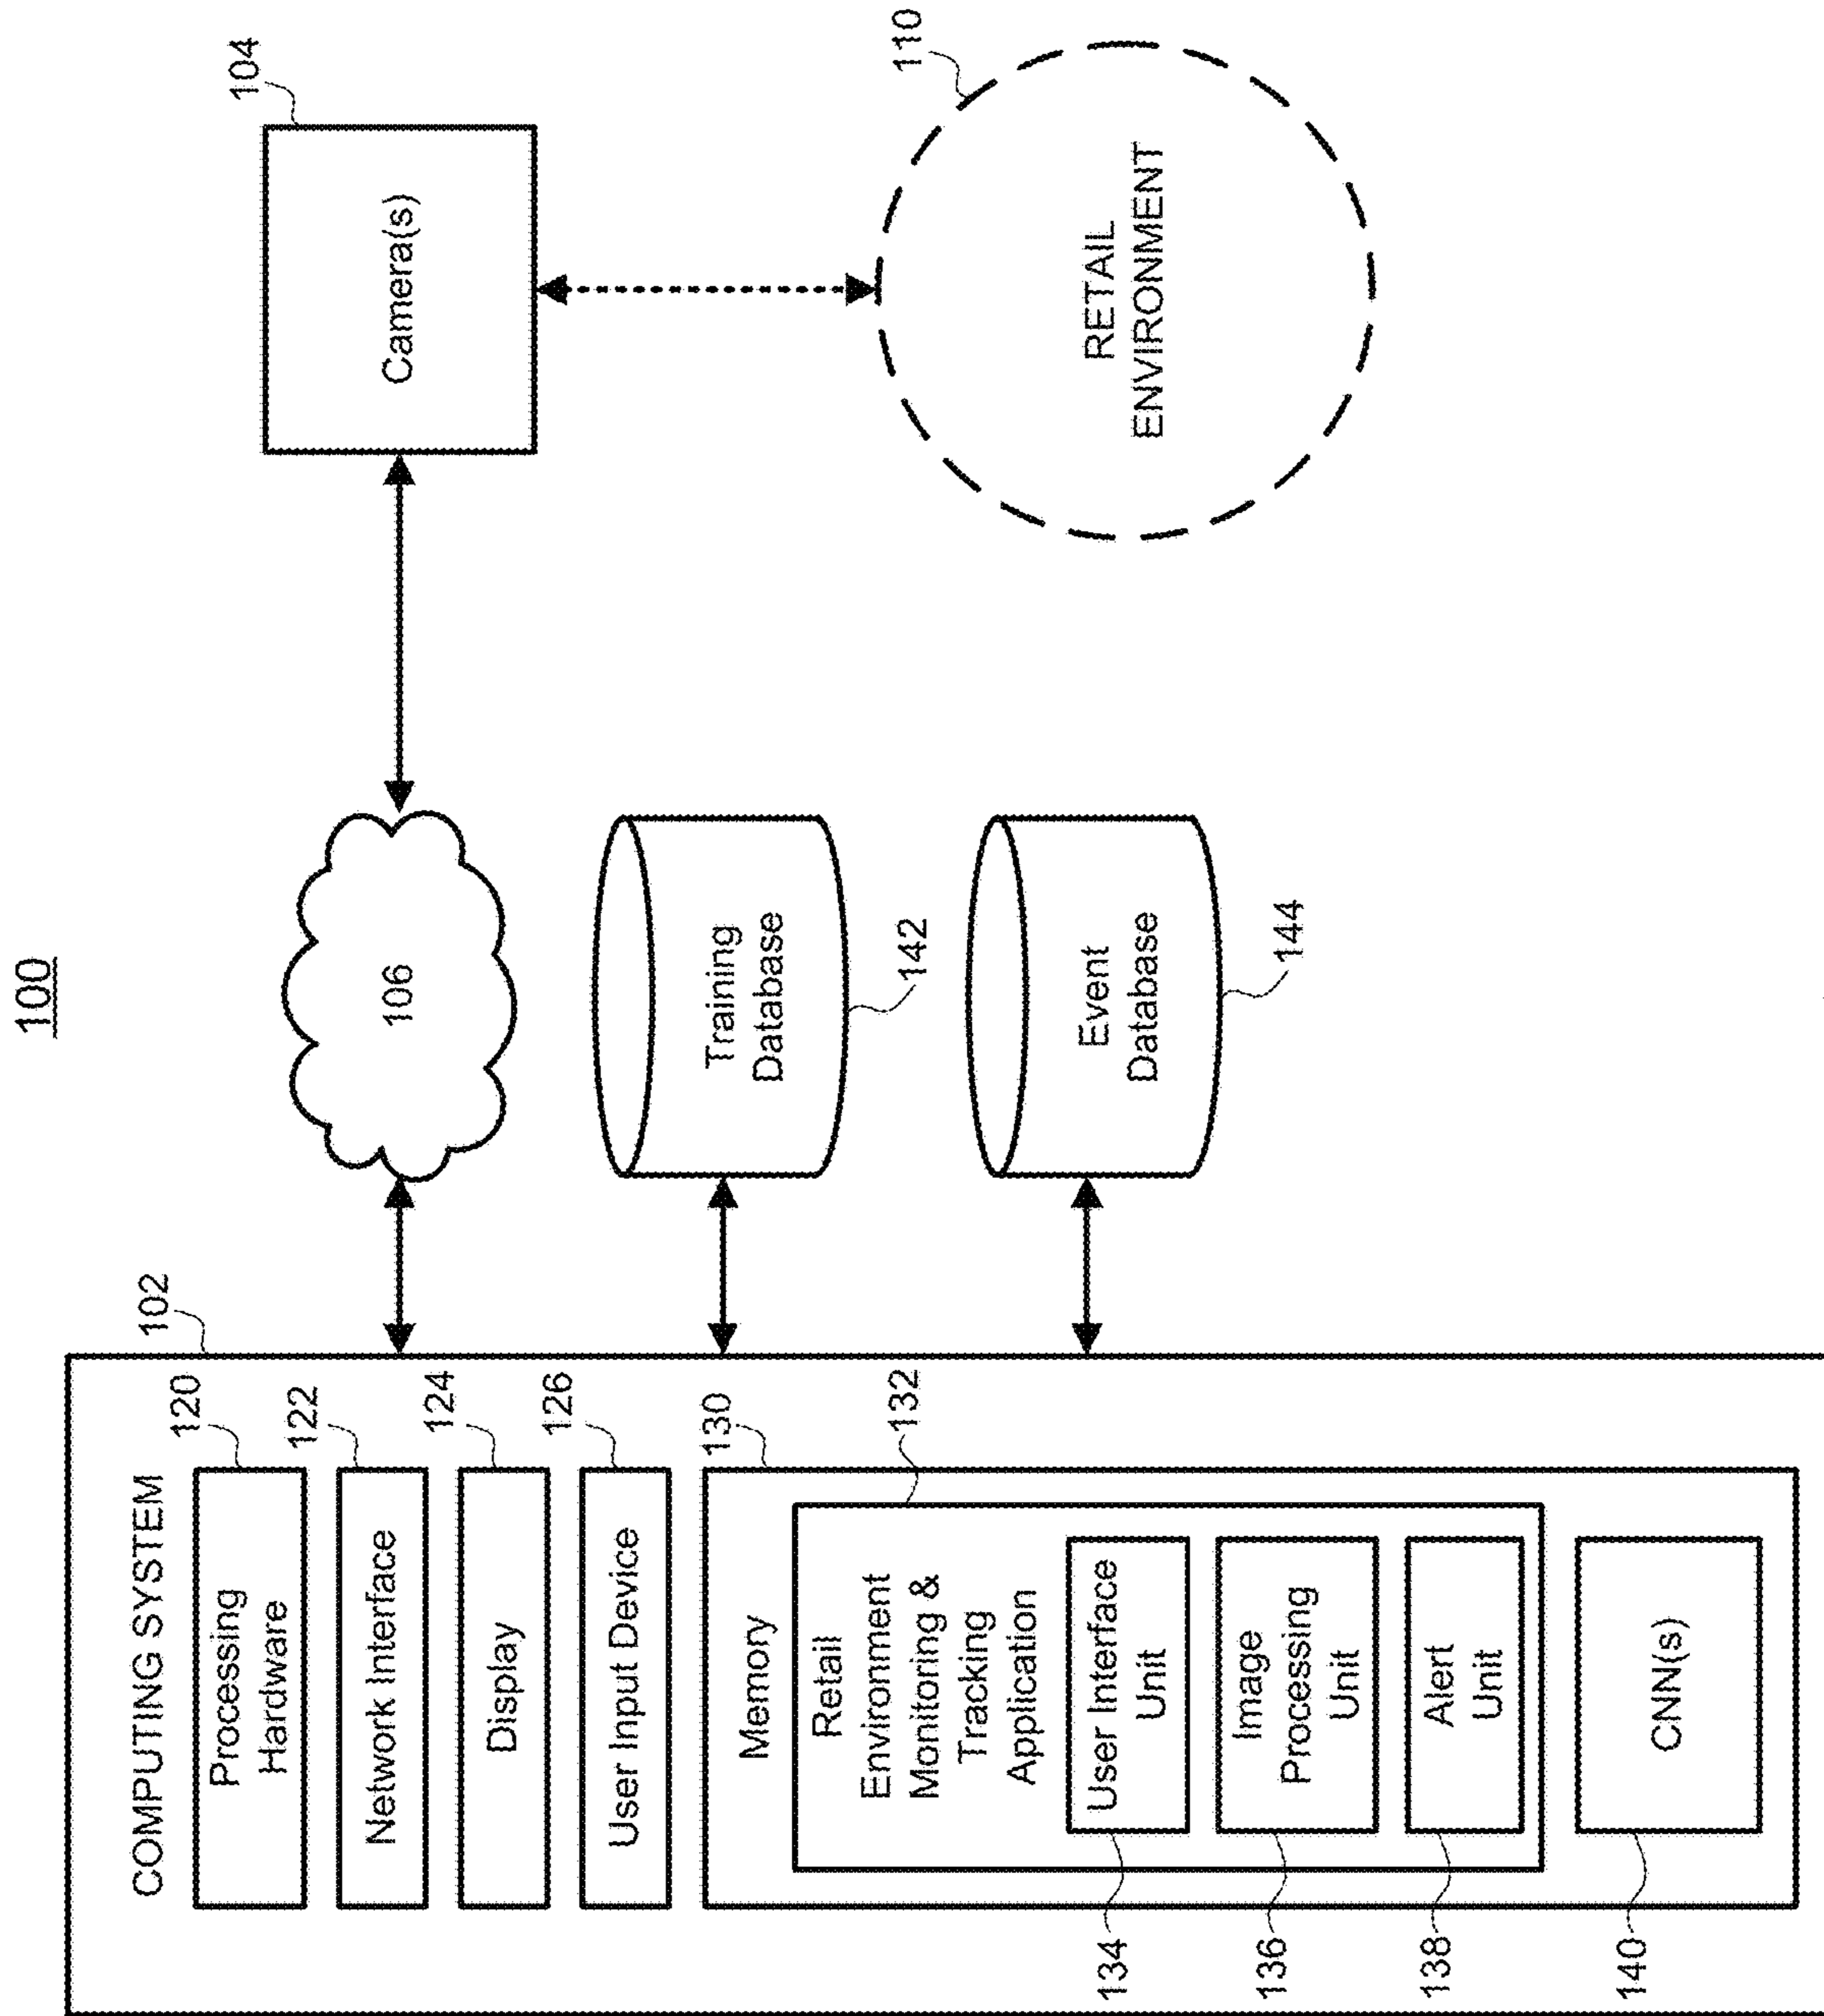 100
102
COMPUTING SYSTEM
Processing
Hardware
120
Network Interface
122
Display
124
User Input Device
126
Memory
130
Retail
Environment
Monitoring &
Tracking
Application
132
User Interface
Unit
134
Image
Processing
Unit
136
Alert
Unit
138
CNN(s)
140
106
Training
Database
142
Event
Database
144
Camera(s)
104
RETAIL
ENVIRONMENT
110